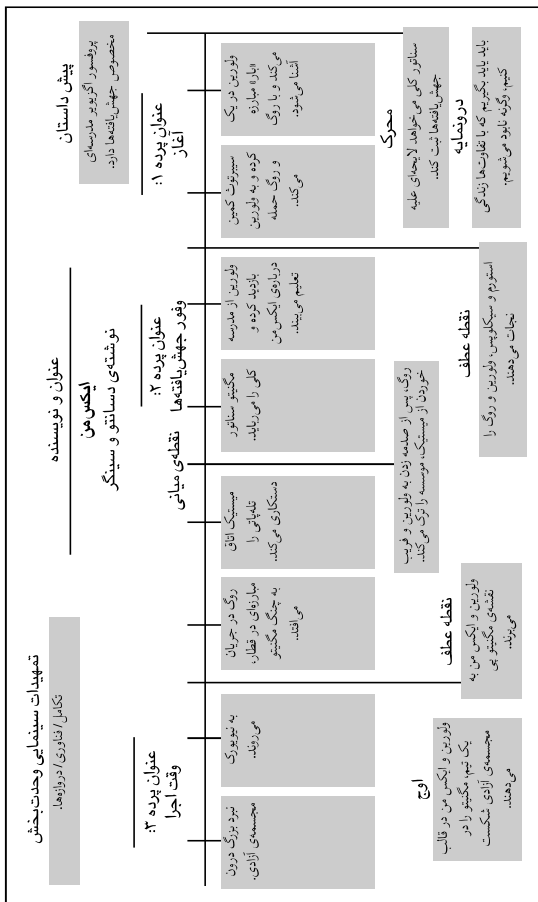 عنوان و نویسنده
ایکس‌من
نوشته‌ی دسانتو و سینگر
پیش داستان
پروفسور اگزیویر مدرسه‌ای
مخصوص جهش‌یافته‌ها دارد.
تمهیدات سینمایی وحدت‌بخش
تکامل/فناوری/دروازه‌ها.
عنوان پرده ۱:
آغاز
عنوان پرده ۲:
وفور جهش‌یافته‌ها
نقطه‌ی میانی
عنوان پرده ۳:
وقت اجرا
ولورین در یک
«بار» مبارزه
می‌کند و با روگ
آشنا می‌شود.
سیبرتوث کمین
کرده و به ولورین
و روگ حمله
می‌کند.
ولورین از مدرسه
بازدید کرده و
درباره‌ی ایکس‌من
تعلیم می‌بیند.
مگنیتو سناتور
کلی را می‌رباید.
میستیک اتاق
تله‌پاتی را
دستکاری می‌کند.
روگ در جریان
مبارزه‌ای در قطار،
به چنگ مگنیتو
می‌افتد.
به نیویورک
می‌روند.
نبرد بزرگ درون
مجسمه‌ی آزادی.
محرک
سناتور کلی می‌خواهد لایحه‌ای علیه
جهش‌یافته‌ها ثبت کند.
درونمایه
باید یاد بگیریم که با تفاوت‌ها زندگی
کنیم، وگرنه نابود می‌شویم.
نقطه عطف
استورم و سیکلوپس، ولورین و روگ را
نجات می‌دهند.
روگ، پس از صدمه زدن به ولورین و فریب
خوردن از میستیک، موسسه را ترک می‌کند.
نقطه عطف
ولورین و ایکس من به
نقشه‌ی مگنیتو پی
می‌برند.
اوج
ولورین و ایکس من در قالب
یک تیم، مگنیتو را در
مجسمه‌ی آزادی شکست
می‌دهند.